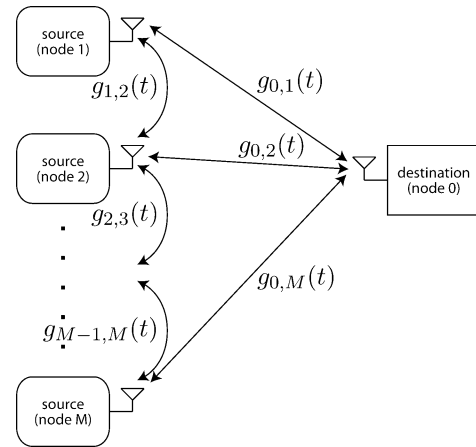 source
(node 1)
g_{1,2}(t)
g_{0,1}(t)
source
(node 2)
g_{0,2}(t)
destination
(node 0)
g_{2,3}(t)
g_{0,M}(t)
g_{M−1,M}(t)
source
(node M)